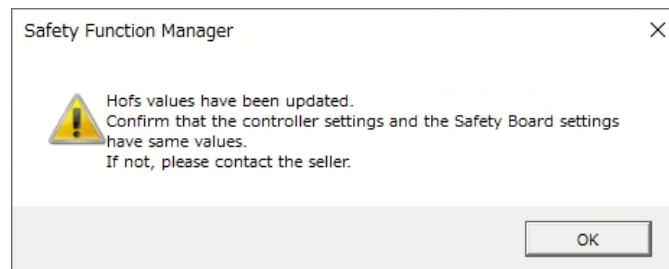 Safety Function Manager
Hofs values have been updated.
Confirm that the controller settings and the Safety Board settings
have same values.
If not, please contact the seller.
OK